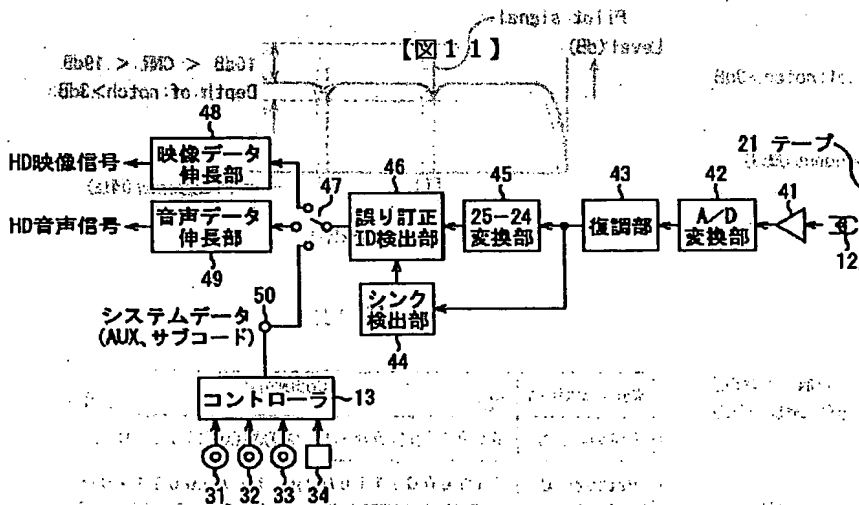 【図11】
48
HD映像信号
映像データ
伸長部
HD音声信号
音声データ
伸長部
49
47
46
誤り訂正
ID検出部
45
25-24
変換部
43
復調部
42
A/D
変換部
41
21 テープ
12
シンク
検出部
44
システムデータ
(AUX、サブコード)
50
コントローラ
13
31 32 33 34
Pilot signal
Level(dB)
16dB < CNR < 19dB
Depth of notch>3dB